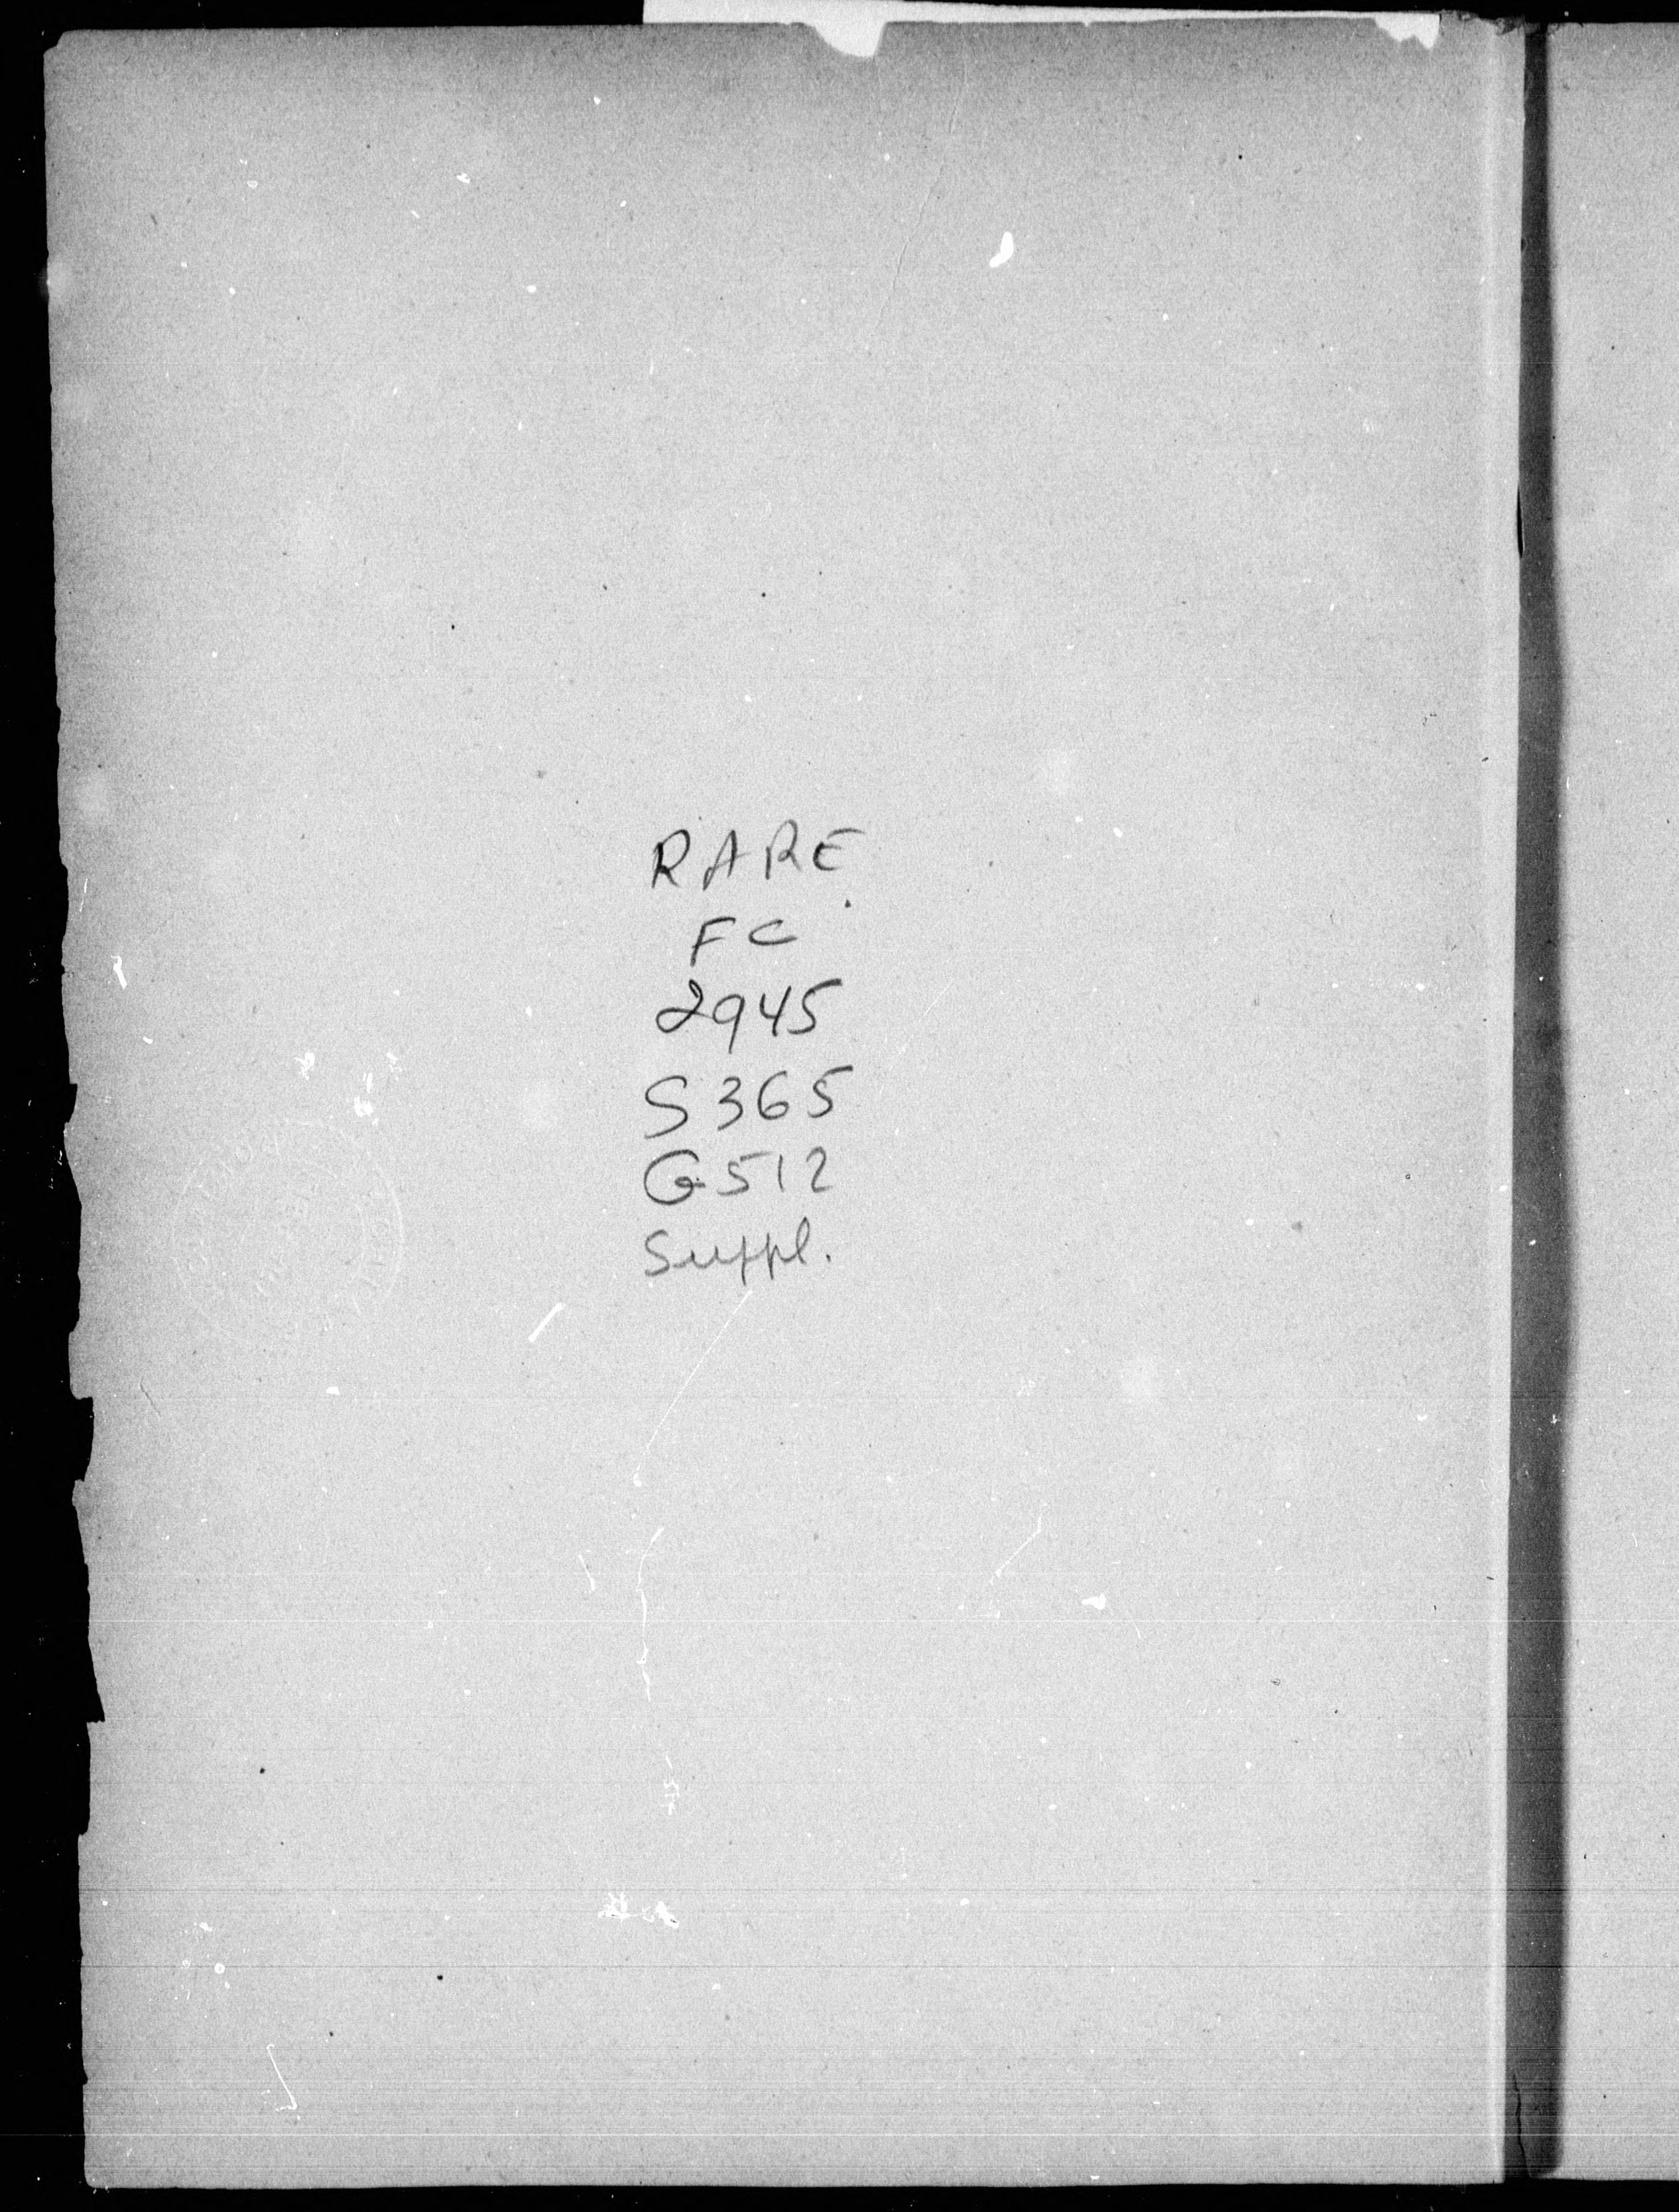 RARE
FC
2945
S365
G512
Suppl.